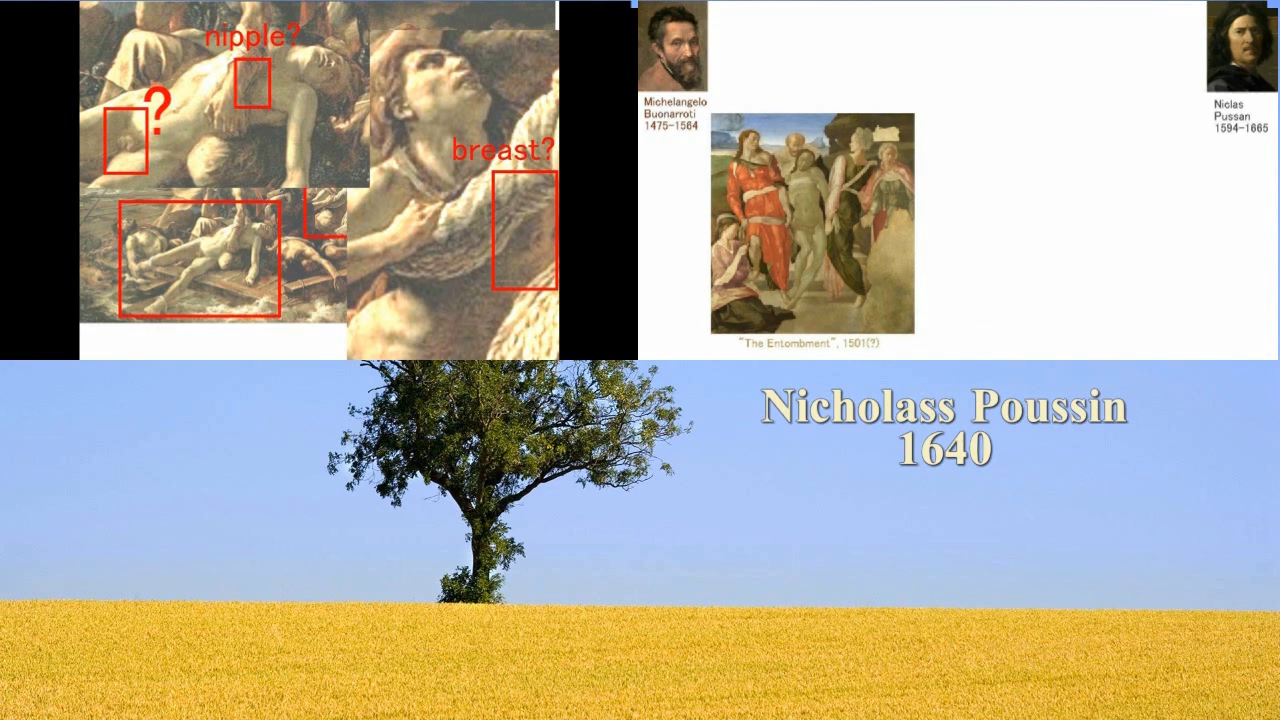 nipple?
?
breast?
Michelangelo
Buonarroti
1475-1564
Niclas
Pussan
1594-1665
"The Entombment", 1501(?)
Nicholass Poussin
1640